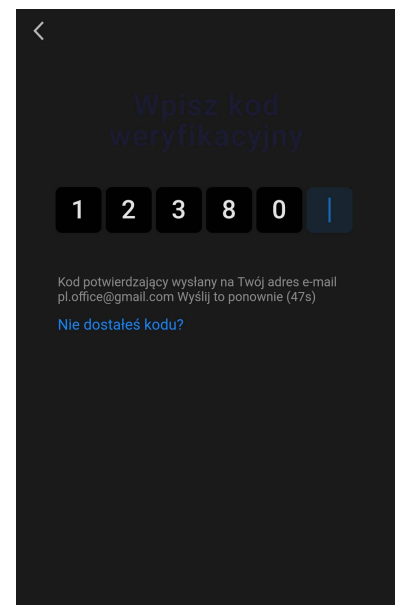 Wpisz kod
weryfikacyjny
1 2 3 8 0
Kod potwierdzający wysłany na Twój adres e-mail
pl.office@gmail.com Wyślij to ponownie (47s)
Nie dostałeś kodu?